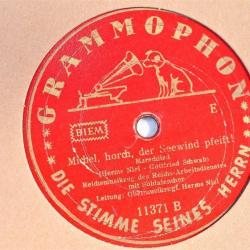 GRAMMOPHON
E
BIEM
Michel, horch, der Seewind pfeift!
Marschlied
(Herms Niel - Gottfried Schwab)
Reichsmusikzug des Reichs-Arbeitsdienstes
mit Soldatenchor
Leitung: Obermusikzugf. Herms Niel
11371 B
DIE STIMME SEINES HERRN